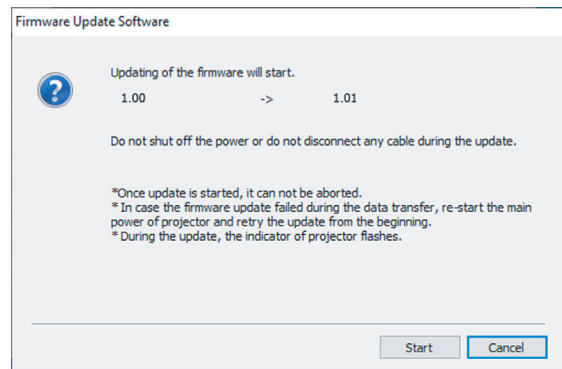 Firmware Update Software
?
Updating of the firmware will start.
1.00 -> 1.01
Do not shut off the power or do not disconnect any cable during the update.
*Once update is started, it can not be aborted.
* In case the firmware update failed during the data transfer, re-start the main
power of projector and retry the update from the beginning.
* During the update, the indicator of projector flashes.
Start Cancel